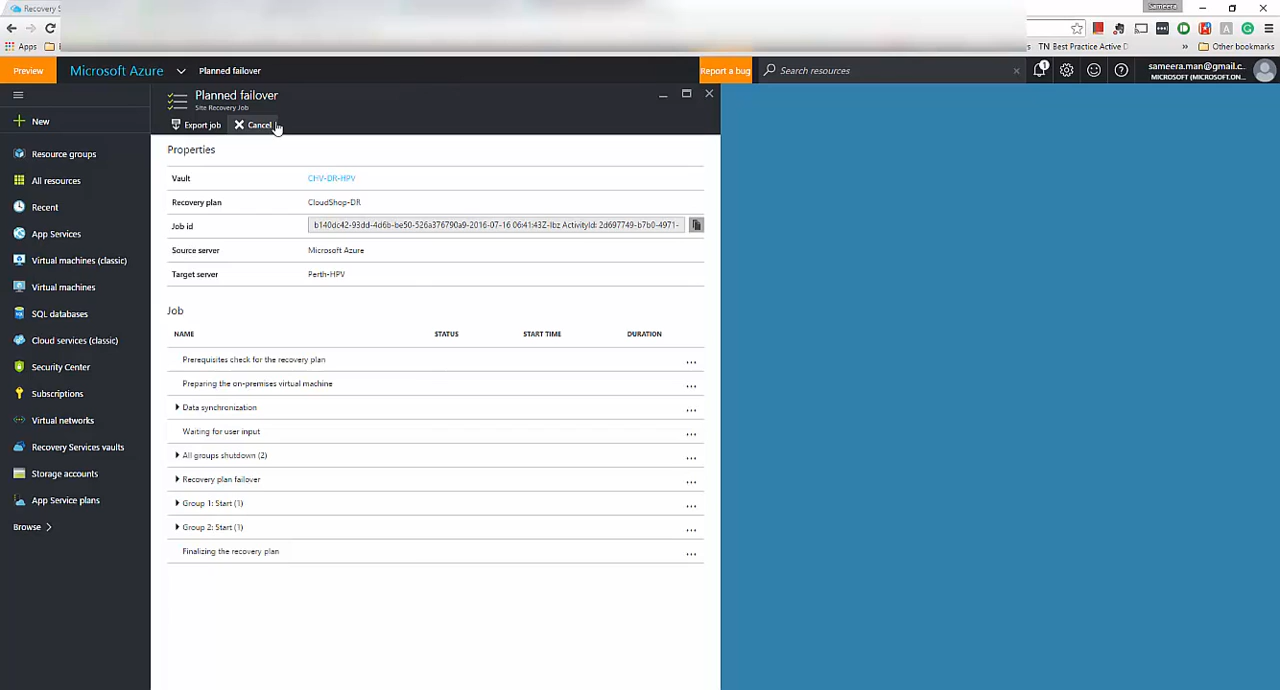 Recovery S
Sameera
Apps
TN Best Practice Active D
» Other bookmarks
Preview
Microsoft Azure
Planned failover
Report a bug
Search resources
1
sameera.man@gmail.c...
MICROSOFT (MICROSOFT.ON...
Planned failover
Site Recovery Job
Export job
Cancel
New
Resource groups
All resources
Recent
App Services
Virtual machines (classic)
Virtual machines
SQL databases
Cloud services (classic)
Security Center
Subscriptions
Virtual networks
Recovery Services vaults
Storage accounts
App Service plans
Browse >
Properties
Vault CHV-DR-HPV
Recovery plan CloudShop-DR
Job id b140dc42-93dd-4d6b-be50-526a376790a9-2016-07-16 06:41:43Z-Ibz ActivityId: 2d697749-b7b0-4971-
Source server Microsoft Azure
Target server Perth-HPV
Job
NAME STATUS START TIME DURATION
Prerequisites check for the recovery plan ...
Preparing the on-premises virtual machine ...
Data synchronization ...
Waiting for user input ...
All groups shutdown (2) ...
Recovery plan failover ...
Group 1: Start (1) ...
Group 2: Start (1) ...
Finalizing the recovery plan ...